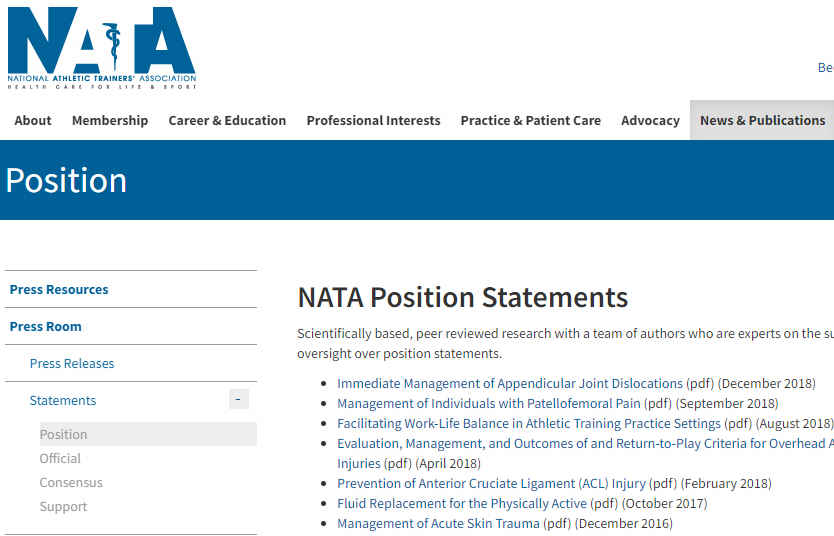 NATA
NATIONAL ATHLETIC TRAINERS' ASSOCIATION
HEALTH CARE FOR LIFE & SPORT
About Membership Career & Education Professional Interests Practice & Patient Care Advocacy News & Publications
Position
Press Resources
Press Room
Press Releases
Statements -
Position
Official
Consensus
Support
NATA Position Statements
Scientifically based, peer reviewed research with a team of authors who are experts on the
oversight over position statements.
• Immediate Management of Appendicular Joint Dislocations (pdf) (December 2018)
• Management of Individuals with Patellofemoral Pain (pdf) (September 2018)
• Facilitating Work-Life Balance in Athletic Training Practice Settings (pdf) (August 2018)
• Evaluation, Management, and Outcomes of and Return-to-Play Criteria for Overhead
Injuries (pdf) (April 2018)
• Prevention of Anterior Cruciate Ligament (ACL) Injury (pdf) (February 2018)
• Fluid Replacement for the Physically Active (pdf) (October 2017)
• Management of Acute Skin Trauma (pdf) (December 2016)